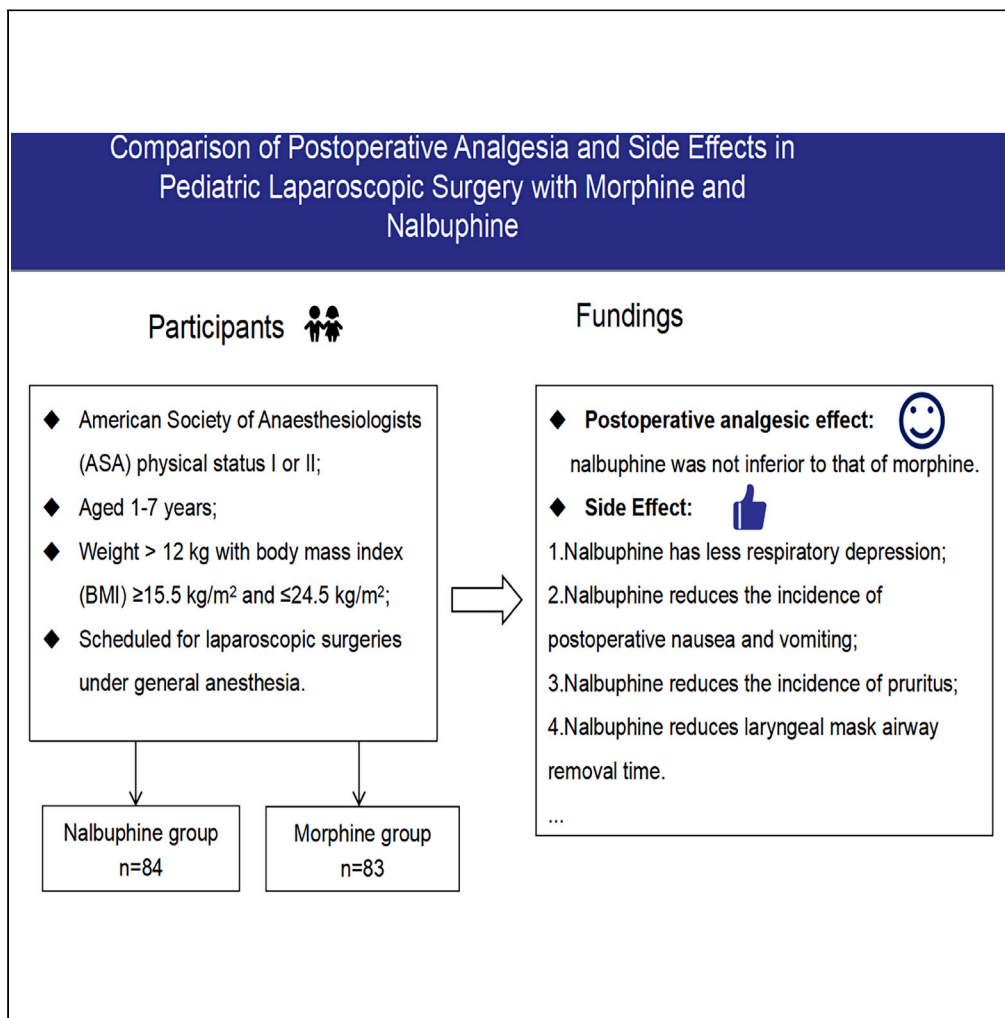 Comparison of Postoperative Analgesia and Side Effects in
Pediatric Laparoscopic Surgery with Morphine and
Nalbuphine
Participants
◆ American Society of Anaesthesiologists
(ASA) physical status I or II;
◆ Aged 1-7 years;
◆ Weight > 12 kg with body mass index
(BMI) ≥15.5 kg/m² and ≤24.5 kg/m²;
◆ Scheduled for laparoscopic surgeries
under general anesthesia.
Nalbuphine group
n=84
Morphine group
n=83
Fundings
◆ Postoperative analgesic effect:
nalbuphine was not inferior to that of morphine.
◆ Side Effect:
1.Nalbuphine has less respiratory depression;
2.Nalbuphine reduces the incidence of
postoperative nausea and vomiting;
3.Nalbuphine reduces the incidence of pruritus;
4.Nalbuphine reduces laryngeal mask airway
removal time.
...